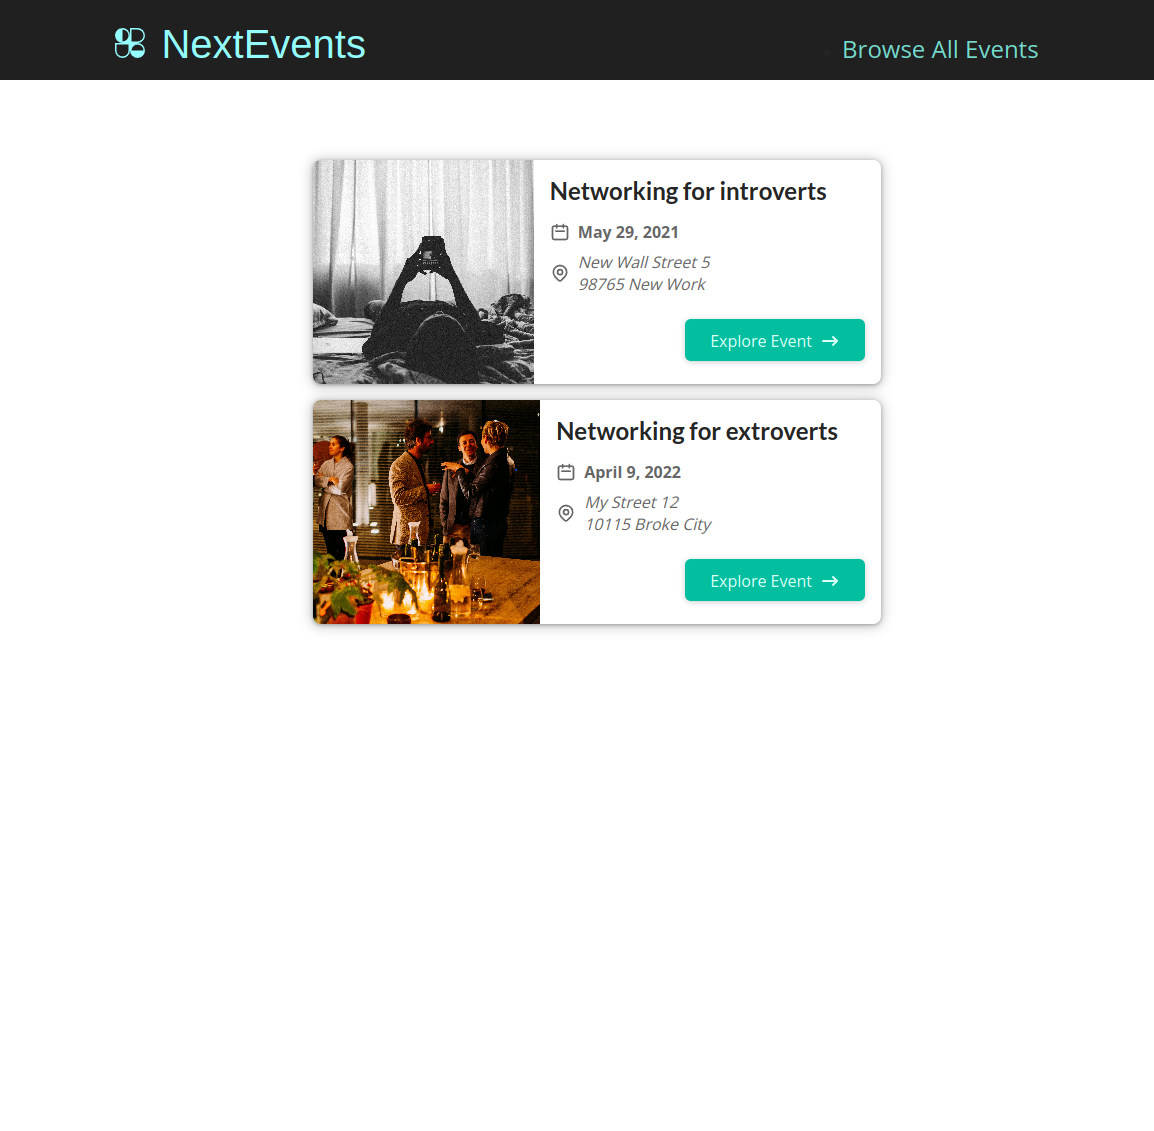 NextEvents
Browse All Events
Networking for introverts
May 29, 2021
New Wall Street 5
98765 New Work
Explore Event
Networking for extroverts
April 9, 2022
My Street 12
10115 Broke City
Explore Event